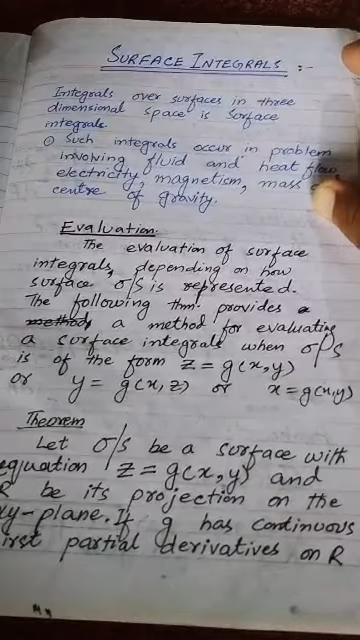 SURFACE INTEGRALS :-
Integrals over surfaces in three
dimensional space is surface
integrals.
⊙ Such integrals occur in problem
involving fluid and heat flow,
electricity, magnetism, mass
centre of gravity.
Evaluation.
The evaluation of surface
integrals, depending on how
surface σ/s is represented.
The following thm. provides a
method, a method for evaluating
a surface integrals when σ/s
is of the form z = g(x,y)
or y = g(x,z) or x = g(x,y)
Theorem
Let σ/s be a surface with
equation z = g(x,y) and
R be its projection on the
xy-plane. If g has continuous
first partial derivatives on R